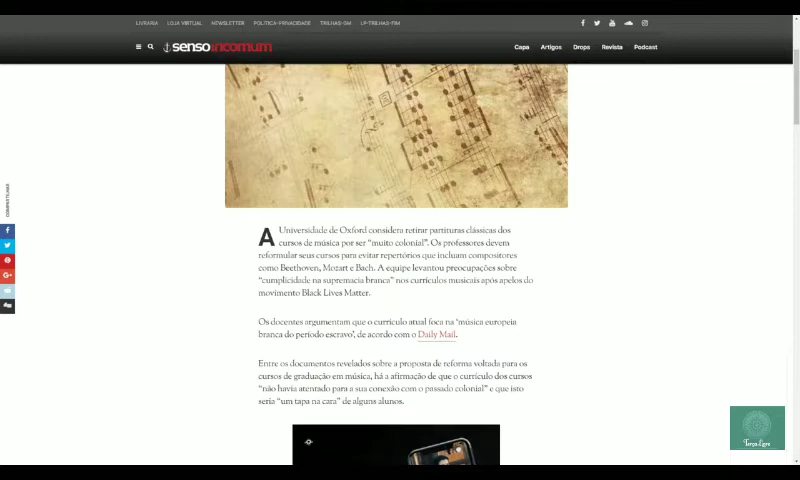 LIVRARIA LOJA VIRTUAL NEWSLETTER POLÍTICA-PRIVACIDADE TRILHAS-GM LP-TRILHAS-FIM
sensoincomum
Capa Artigos Drops Revista Podcast
COMPARTILHAR
A Universidade de Oxford considera retirar partituras clássicas dos
cursos de música por ser “muito colonial”. Os professores devem
reformular seus cursos para evitar repertórios que incluam compositores
como Beethoven, Mozart e Bach. A equipe levantou preocupações sobre
“cumplicidade na supremacia branca” nos currículos musicais após apelos do
movimento Black Lives Matter.
Os docentes argumentam que o currículo atual foca na ‘música europeia
branca do período escravo’, de acordo com o Daily Mail.
Entre os documentos revelados sobre a proposta de reforma voltada para os
cursos de graduação em música, há a afirmação de que o currículo dos cursos
“não havia atentado para a sua conexão com o passado colonial” e que isto
seria “um tapa na cara” de alguns alunos.
Terça Livre